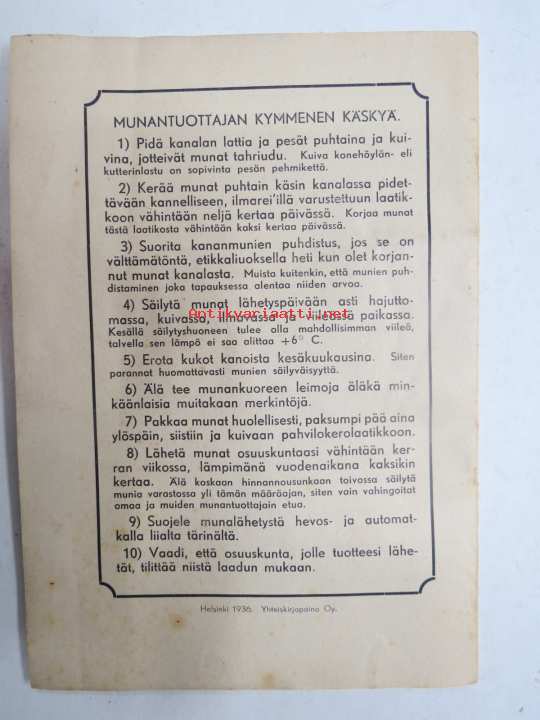 MUNANTUOTTAJAN KYMMENEN KÄSKYÄ.
1) Pidä kanalan lattia ja pesät puhtaina ja kui-
vina, jotteivät munat tahriudu. Kuiva konehöylän- eli
kutterinlastu on sopivinta pesän pehmikettä.
2) Kerää munat puhtain käsin kanalassa pidet-
tävään kannelliseen, ilmarei'illä varustettuun laatik-
koon vähintään neljä kertaa päivässä. Korjaa munat
tästä laatikosta vähintään kaksi kertaa päivässä.
3) Suorita kananmunien puhdistus, jos se on
välttämätöntä, etikkaliuoksella heti kun olet korjan-
nut munat kanalasta. Muista kuitenkin, että munien puh-
distaminen joka tapauksessa alentaa niiden arvoa.
4) Säilytä munat lähetyspäivään asti hajutto-
Antikvariaatti.net
massa, kuivassa, ilmavassa ja viileässä paikassa.
Kesällä säilytyshuoneen tulee olla mahdollisimman viileä,
talvella sen lämpö ei saa alittaa +6° C.
5) Erota kukot kanoista kesäkuukausina. Siten
parannat huomattavasti munien säilyväisyyttä.
6) Älä tee munankuoreen leimoja äläkä min-
käänlaisia muitakaan merkintöjä.
7) Pakkaa munat huolellisesti, paksumpi pää aina
ylöspäin, siistiin ja kuivaan pahvilokerolaatikkoon.
8) Lähetä munat osuuskuntaasi vähintään ker-
ran viikossa, lämpimänä vuodenaikana kaksikin
kertaa. Älä koskaan hinnannousunkaan toivossa säilytä
munia varastossa yli tämän määräajan, siten vain vahingoitat
omaa ja muiden munantuottajain etua.
9) Suojele munalähetystä hevos- ja automat-
kalla liialta tärinältä.
10) Vaadi, että osuuskunta, jolle tuotteesi lähe-
tät, tilittää niistä laadun mukaan.
Helsinki 1936. Yhteiskirjapaino Oy.